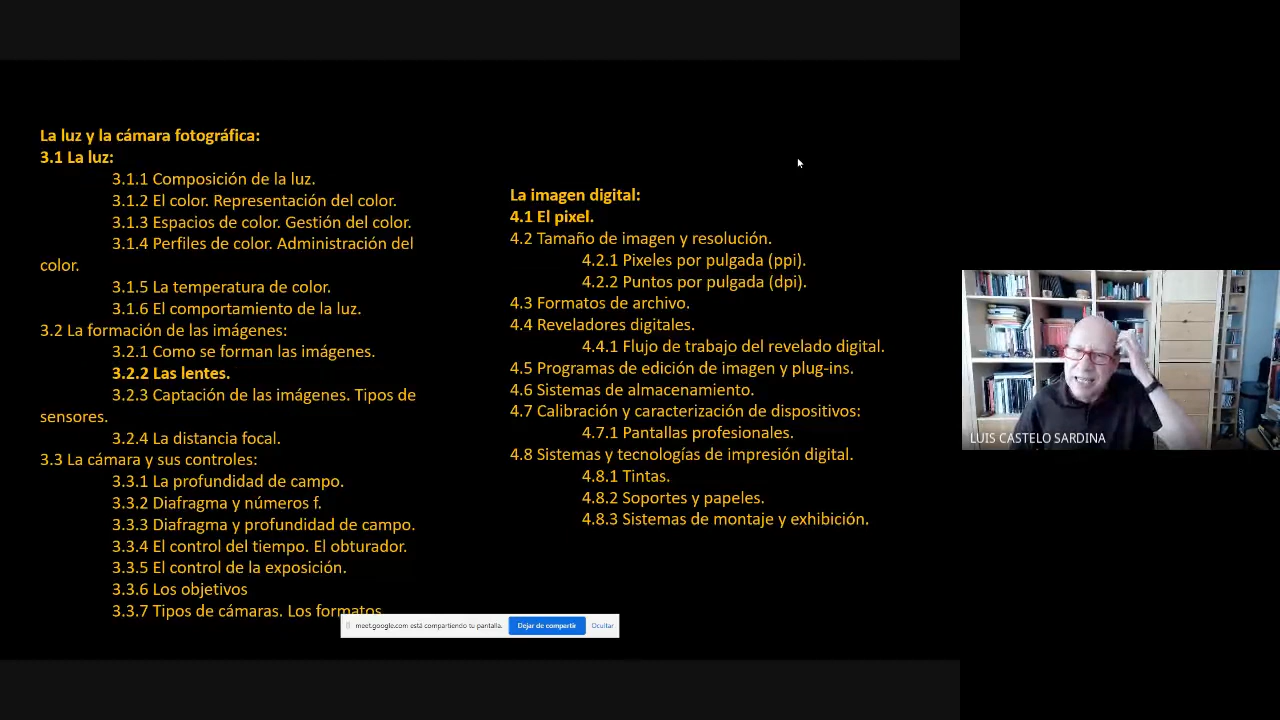 La luz y la cámara fotográfica:
3.1 La luz:
3.1.1 Composición de la luz.
3.1.2 El color. Representación del color.
3.1.3 Espacios de color. Gestión del color.
3.1.4 Perfiles de color. Administración del
color.
3.1.5 La temperatura de color.
3.1.6 El comportamiento de la luz.
3.2 La formación de las imágenes:
3.2.1 Como se forman las imágenes.
3.2.2 Las lentes.
3.2.3 Captación de las imágenes. Tipos de
sensores.
3.2.4 La distancia focal.
3.3 La cámara y sus controles:
3.3.1 La profundidad de campo.
3.3.2 Diafragma y números f.
3.3.3 Diafragma y profundidad de campo.
3.3.4 El control del tiempo. El obturador.
3.3.5 El control de la exposición.
3.3.6 Los objetivos
3.3.7 Tipos de cámaras. Los formatos
La imagen digital:
4.1 El pixel.
4.2 Tamaño de imagen y resolución.
4.2.1 Pixeles por pulgada (ppi).
4.2.2 Puntos por pulgada (dpi).
4.3 Formatos de archivo.
4.4 Reveladores digitales.
4.4.1 Flujo de trabajo del revelado digital.
4.5 Programas de edición de imagen y plug-ins.
4.6 Sistemas de almacenamiento.
4.7 Calibración y caracterización de dispositivos:
4.7.1 Pantallas profesionales.
4.8 Sistemas y tecnologías de impresión digital.
4.8.1 Tintas.
4.8.2 Soportes y papeles.
4.8.3 Sistemas de montaje y exhibición.
meet.google.com está compartiendo tu pantalla. Dejar de compartir Ocultar
LUIS CASTELO SARDINA